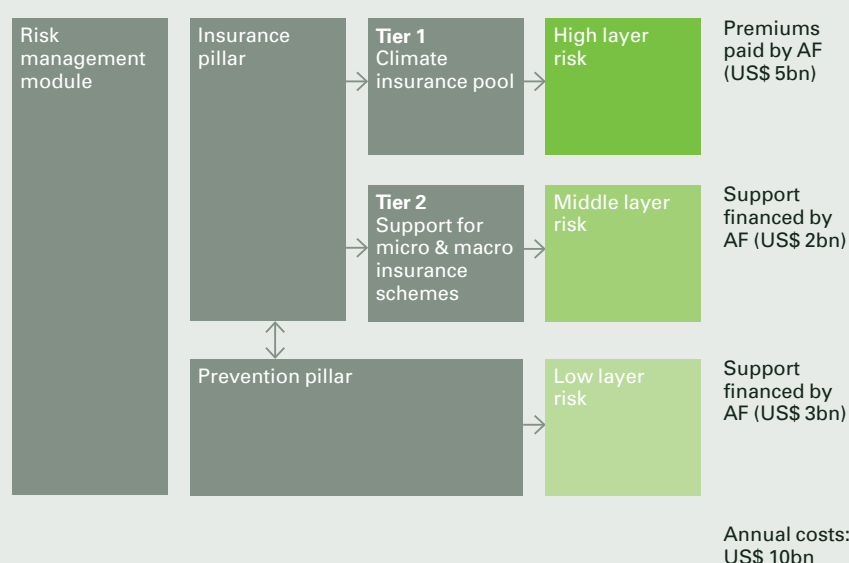 Risk
management
module
Insurance
pillar
Tier 1
Climate
insurance pool
High layer
risk
Premiums
paid by AF
(US$ 5bn)
Tier 2
Support for
micro & macro
insurance
schemes
Middle layer
risk
Support
financed by
AF (US$ 2bn)
Prevention pillar
Low layer
risk
Support
financed by
AF (US$ 3bn)
Annual costs:
US$ 10bn